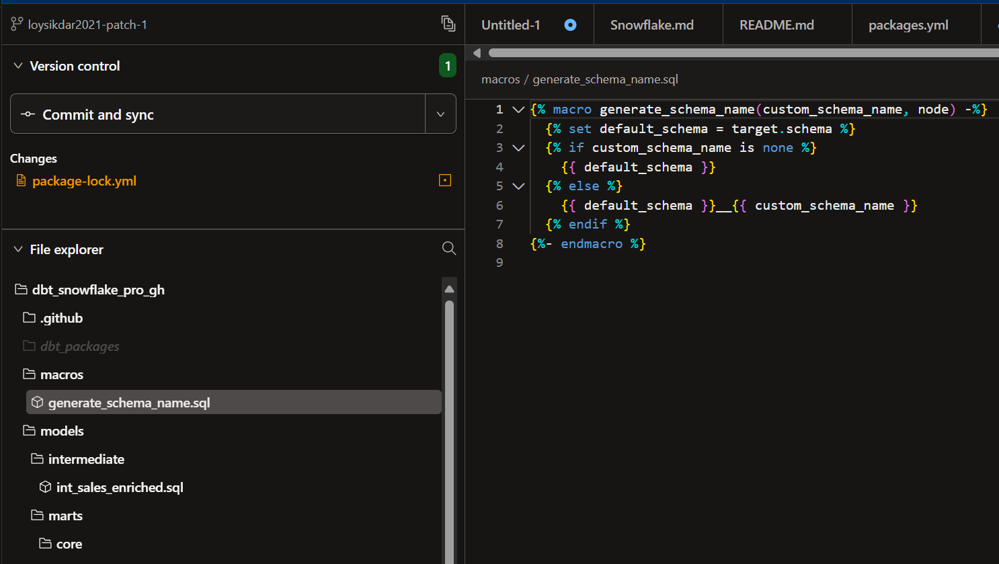 loysikdar2021-patch-1
Version control
1
Commit and sync
Changes
package-lock.yml
File explorer
dbt_snowflake_pro_gh
.github
dbt_packages
macros
generate_schema_name.sql
models
intermediate
int_sales_enriched.sql
marts
core
Untitled-1
Snowflake.md
README.md
packages.yml
macros / generate_schema_name.sql
1 {% macro generate_schema_name(custom_schema_name, node) -%}
2 {% set default_schema = target.schema %}
3 {% if custom_schema_name is none %}
4 {{ default_schema }}
5 {% else %}
6 {{ default_schema }}__{{ custom_schema_name }}
7 {% endif %}
8 {%- endmacro %}
9